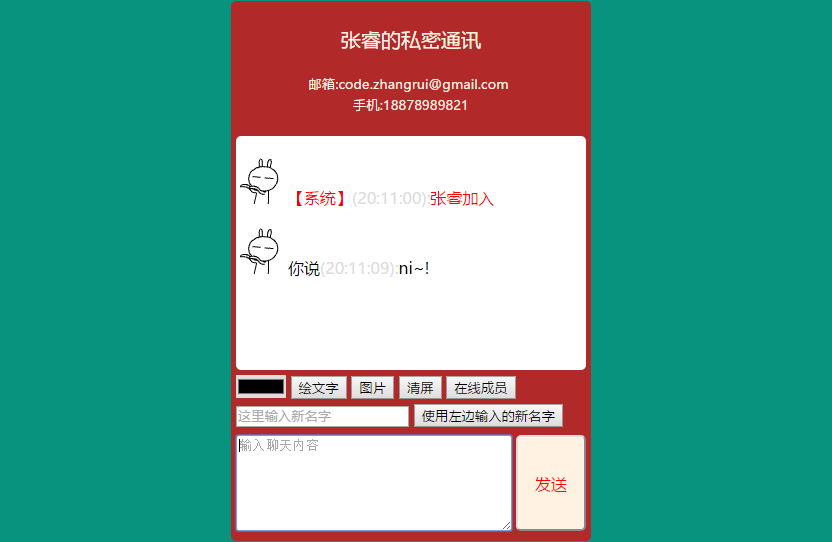 张睿的私密通讯
邮箱:code.zhangrui@gmail.com
手机:18878989821
【系统】(20:11:00):张睿加入
你说(20:11:09):ni~!
绘文字 图片 清屏 在线成员
这里输入新名字 使用左边输入的新名字
输入聊天内容
发送